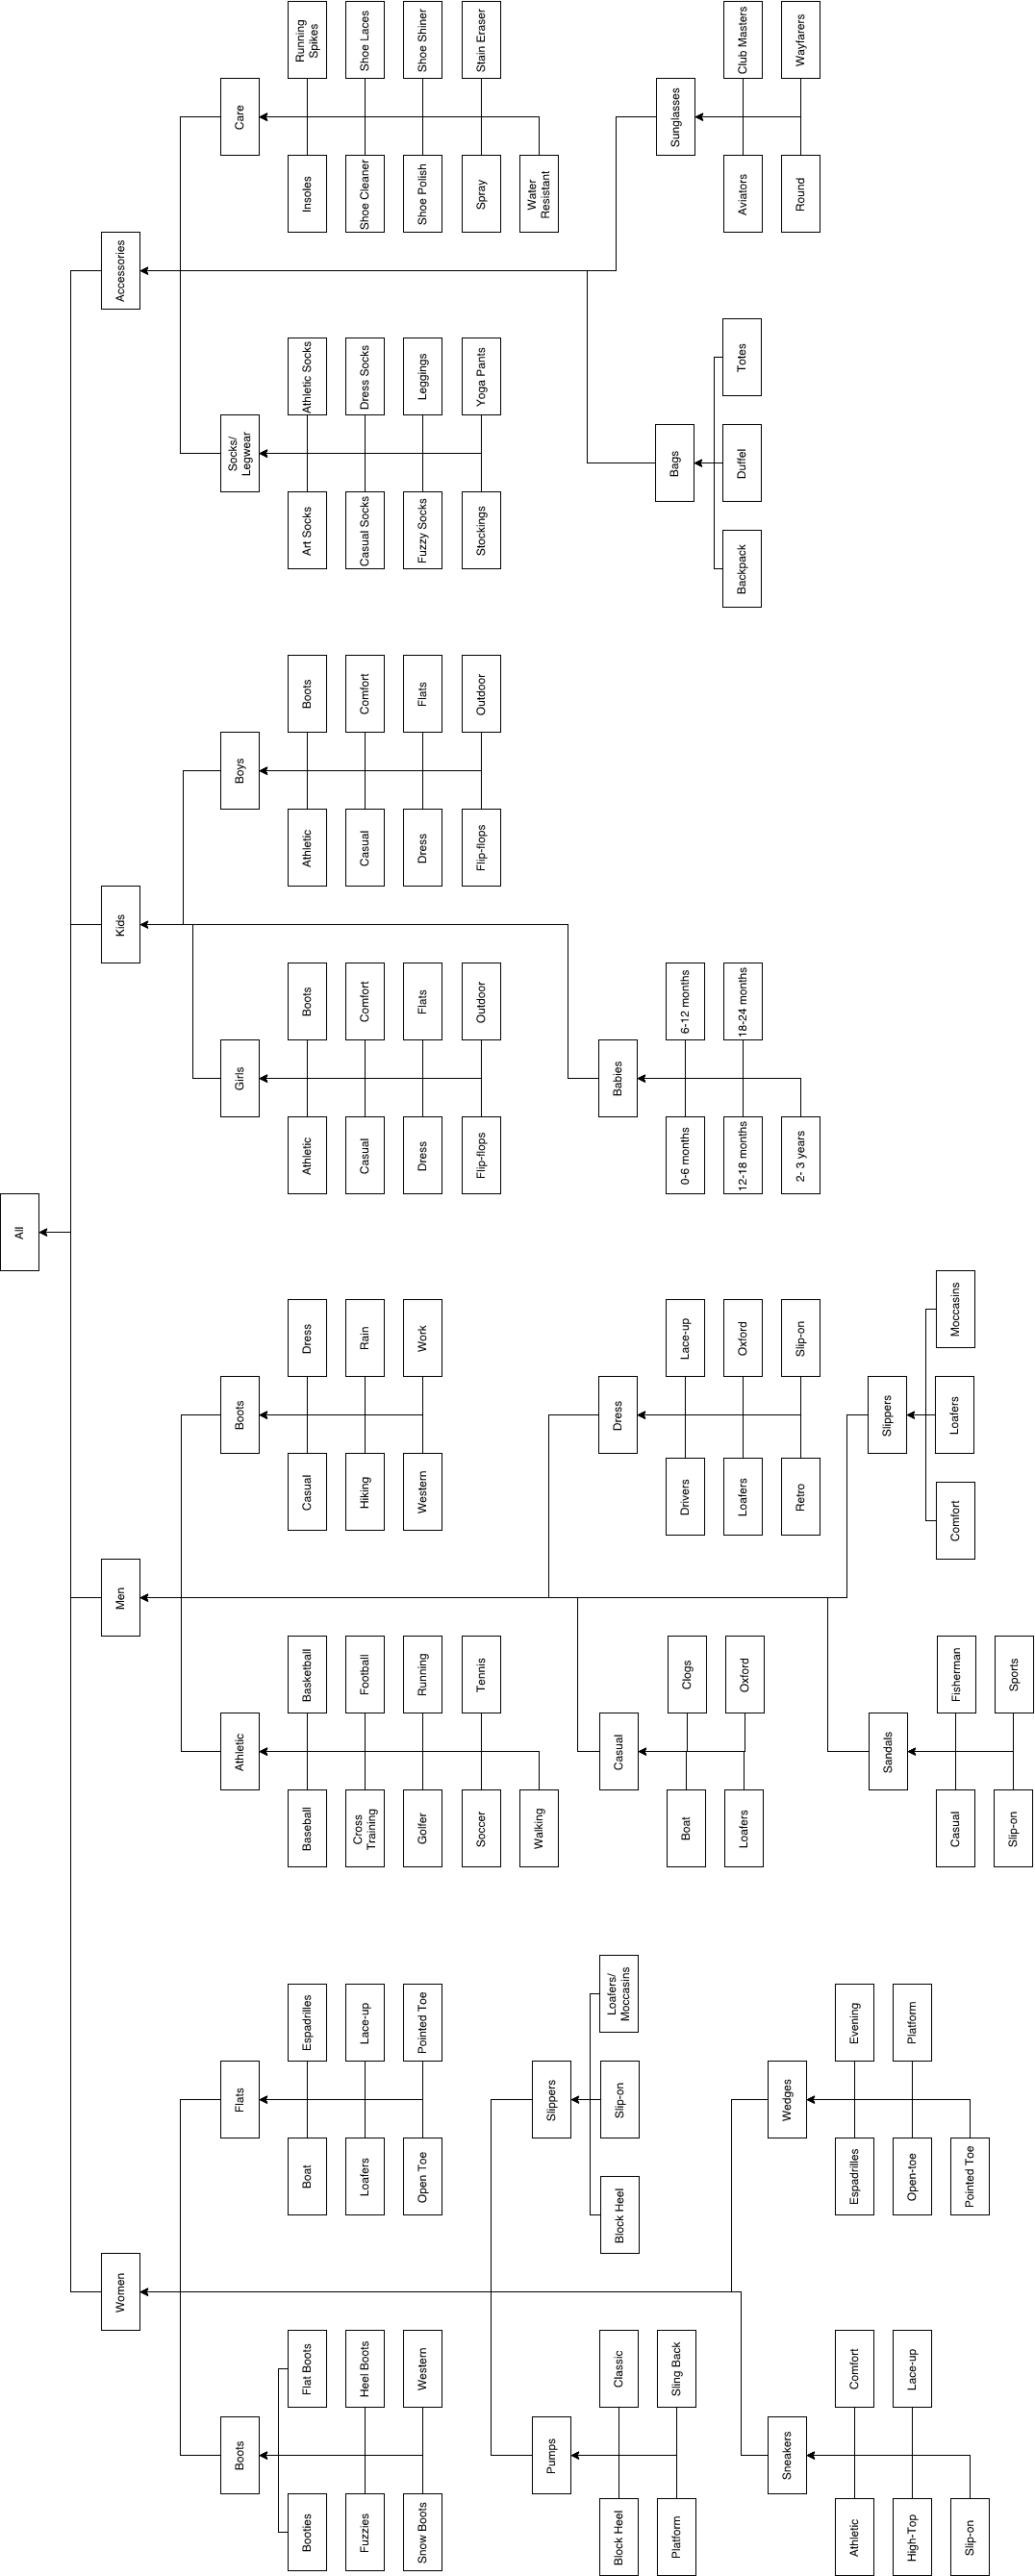 All
Women
Men
Kids
Accessories
Boots
Flats
Booties
Flat Boots
Fuzzies
Heel Boots
Snow Boots
Western
Boat
Espadrilles
Loafers
Lace-up
Open Toe
Pointed Toe
Pumps
Slippers
Block Heel
Classic
Platform
Sling Back
Block Heel
Slip-on
Loafers/
Moccasins
Sneakers
Wedges
Athletic
Comfort
High-Top
Lace-up
Slip-on
Espadrilles
Evening
Open-toe
Platform
Pointed Toe
Athletic
Boots
Baseball
Basketball
Cross
Training
Football
Golfer
Running
Soccer
Tennis
Walking
Casual
Dress
Hiking
Rain
Western
Work
Casual
Dress
Boat
Clogs
Loafers
Oxford
Drivers
Lace-up
Loafers
Oxford
Retro
Slip-on
Sandals
Slippers
Casual
Fisherman
Slip-on
Sports
Comfort
Loafers
Moccasins
Girls
Boys
Athletic
Boots
Casual
Comfort
Dress
Flats
Flip-flops
Outdoor
Athletic
Boots
Casual
Comfort
Dress
Flats
Flip-flops
Outdoor
Babies
0-6 months
6-12 months
12-18 months
18-24 months
2- 3 years
Socks/
Legwear
Care
Art Socks
Athletic Socks
Casual Socks
Dress Socks
Fuzzy Socks
Leggings
Stockings
Yoga Pants
Insoles
Running
Spikes
Shoe Cleaner
Shoe Laces
Shoe Polish
Shoe Shiner
Spray
Stain Eraser
Water
Resistant
Bags
Sunglasses
Backpack
Duffel
Totes
Aviators
Club Masters
Round
Wayfarers